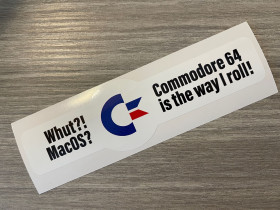 Whut?!
MacOS?
Commodore 64
is the way I roll!